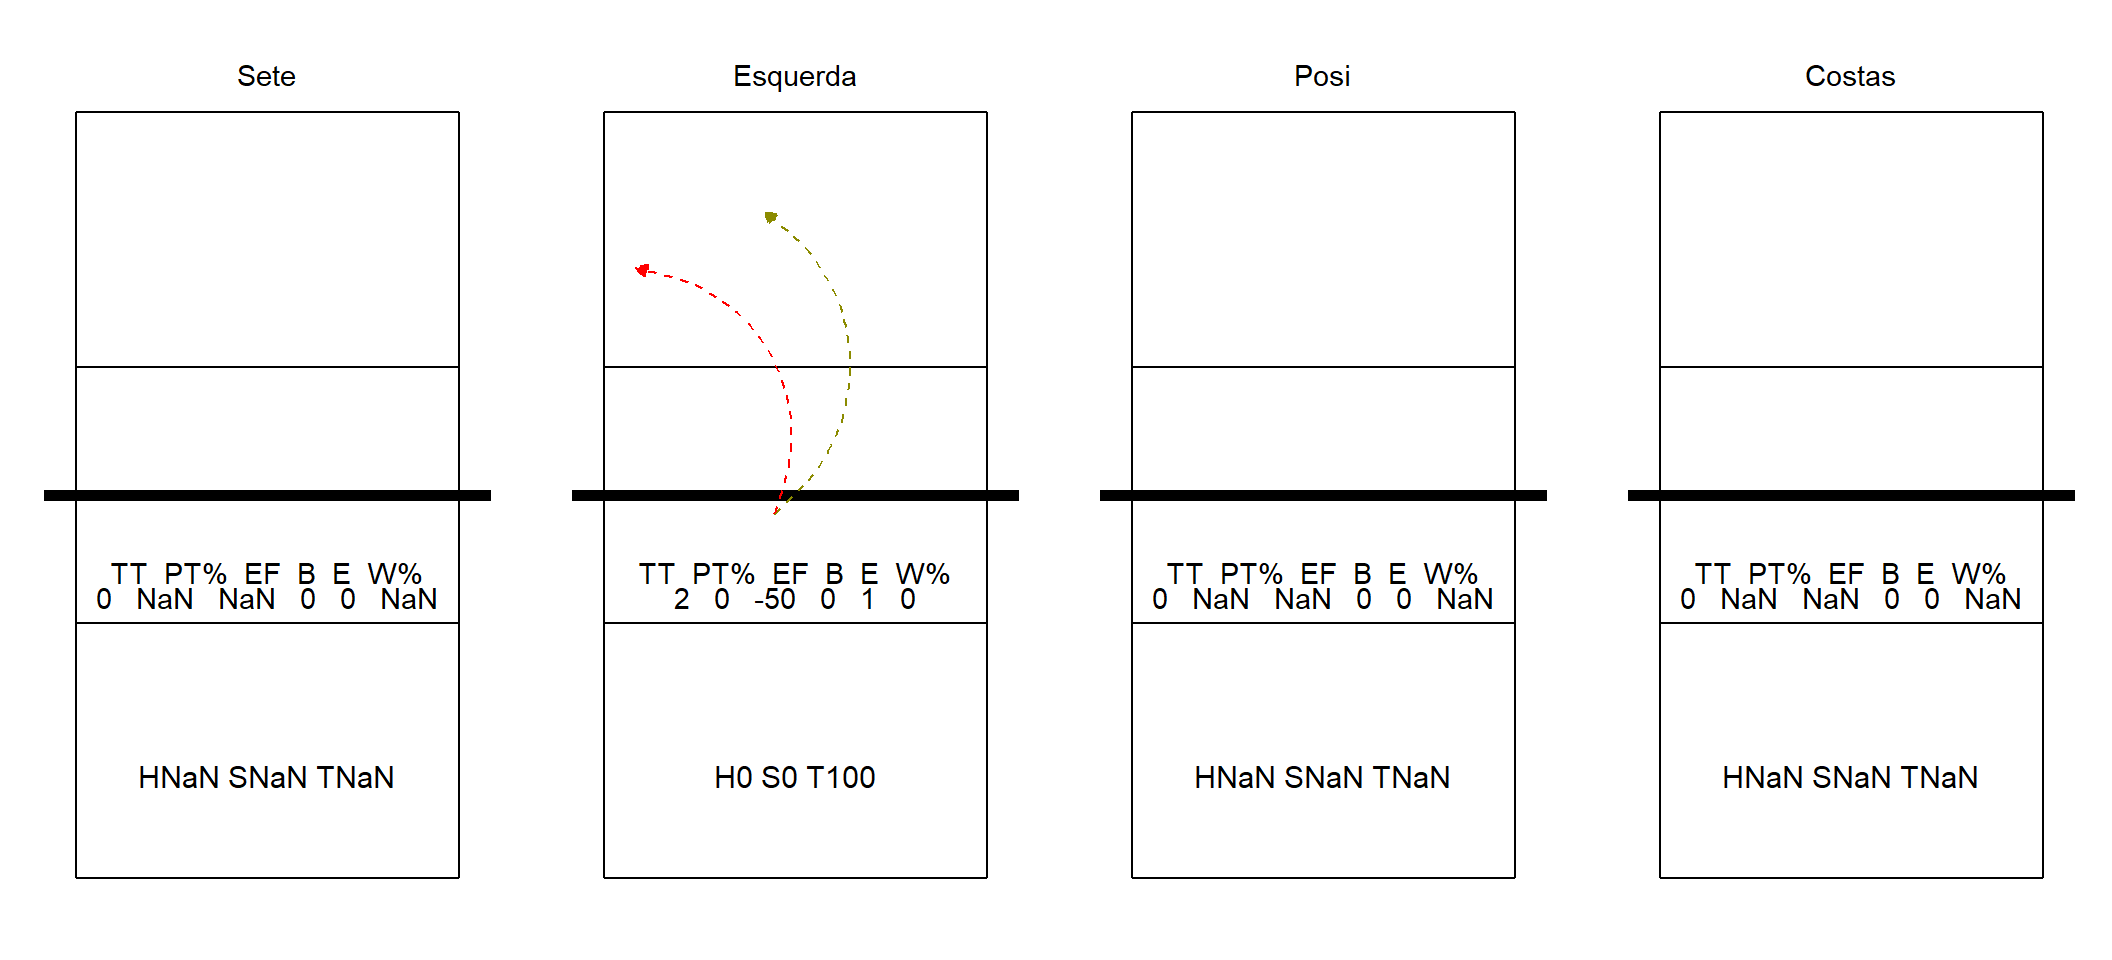 Sete
TT PT% EF B E W%
0 NaN NaN 0 0 NaN
HNaN SNaN TNaN
Esquerda
TT PT% EF B E W%
2 0 -50 0 1 0
H0 S0 T100
Posi
TT PT% EF B E W%
0 NaN NaN 0 0 NaN
HNaN SNaN TNaN
Costas
TT PT% EF B E W%
0 NaN NaN 0 0 NaN
HNaN SNaN TNaN